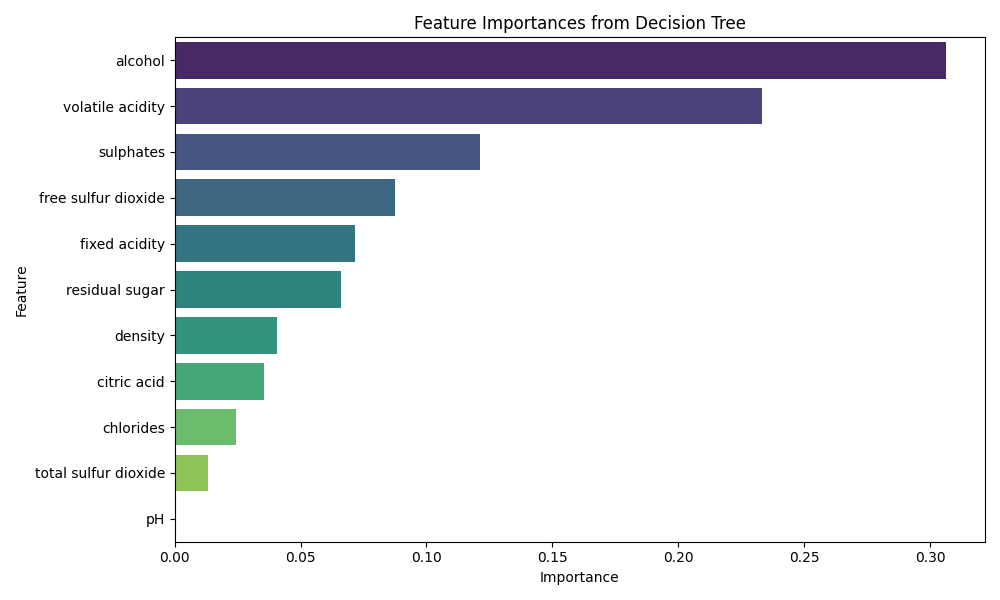 Feature Importances from Decision Tree
alcohol
volatile acidity
sulphates
free sulfur dioxide
fixed acidity
residual sugar
density
citric acid
chlorides
total sulfur dioxide
pH
Feature
0.00 0.05 0.10 0.15 0.20 0.25 0.30
Importance